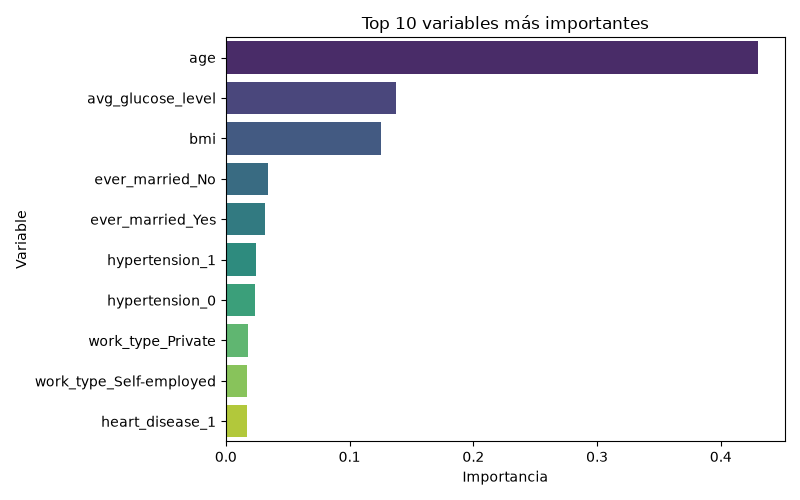 Top 10 variables más importantes
Variable
age
avg_glucose_level
bmi
ever_married_No
ever_married_Yes
hypertension_1
hypertension_0
work_type_Private
work_type_Self-employed
heart_disease_1
0.0 0.1 0.2 0.3 0.4
Importancia